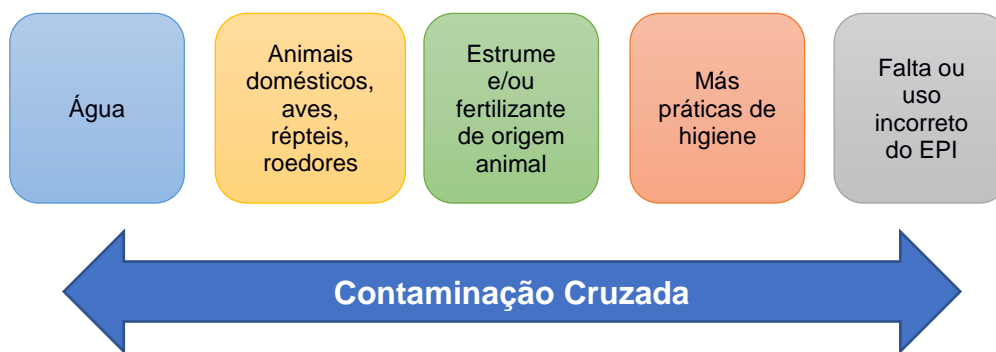 Água
Animais
domésticos,
aves,
répteis,
roedores
Estrume
e/ou
fertilizante
de origem
animal
Más
práticas de
higiene
Falta ou
uso
incorreto
do EPI
Contaminação Cruzada